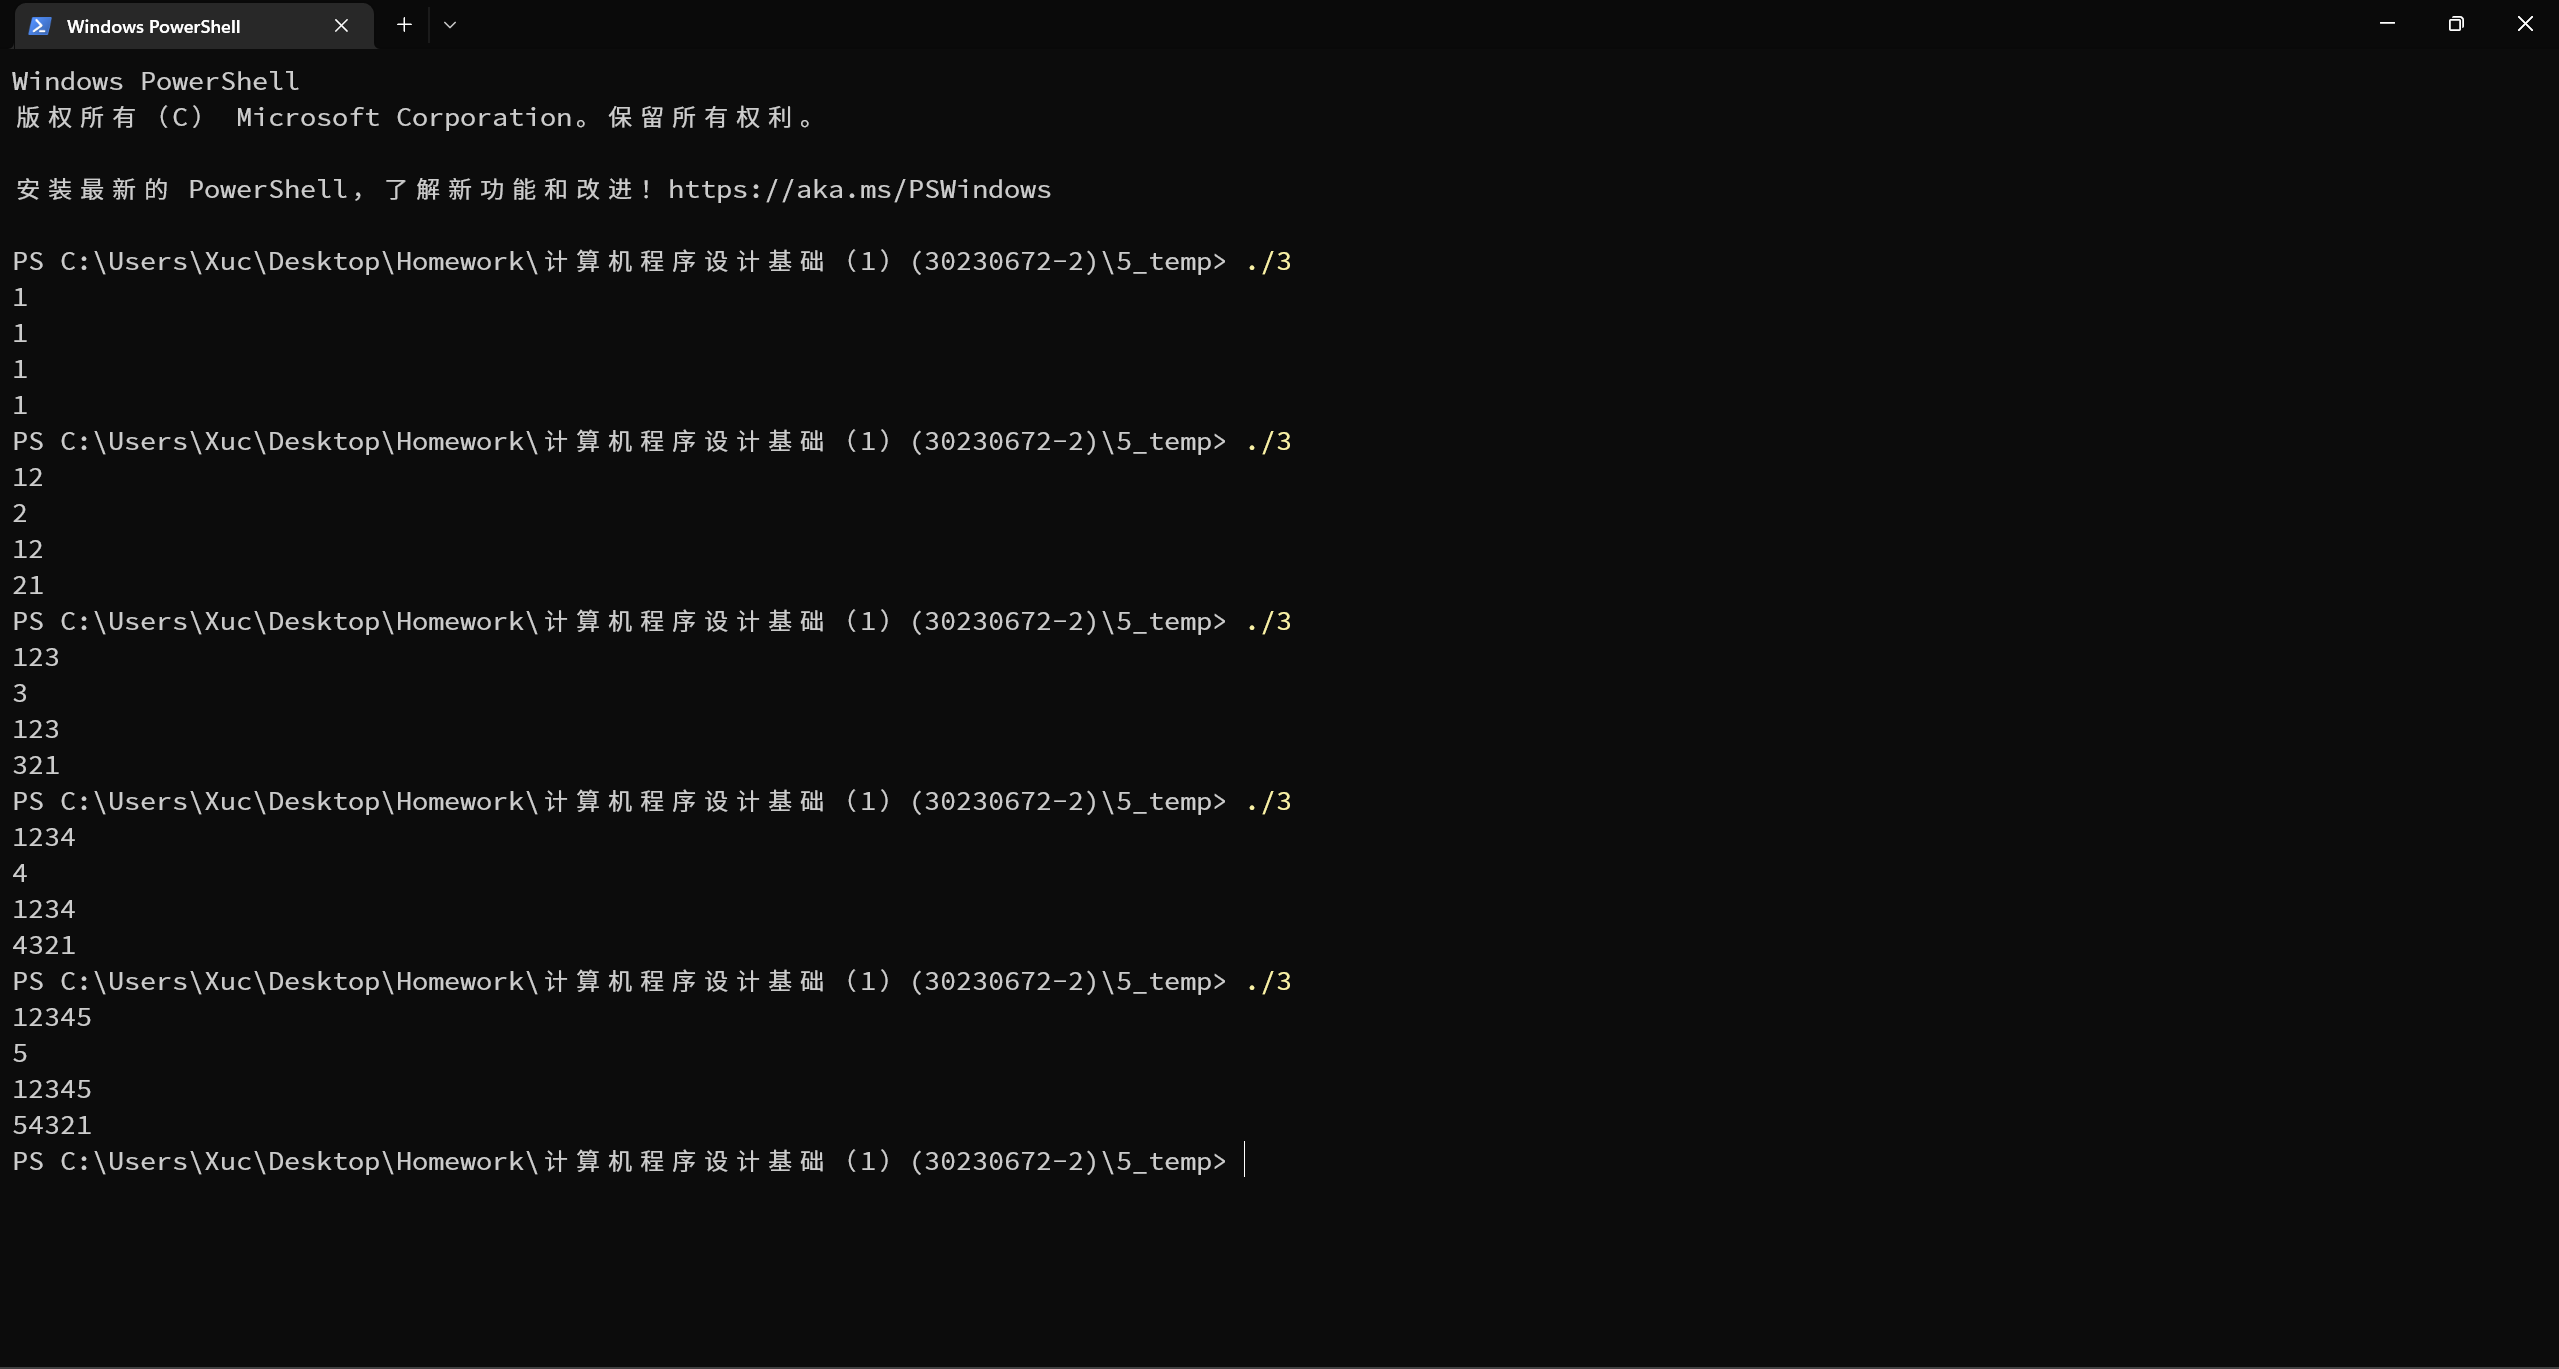 Windows PowerShell
Windows PowerShell
版权所有（C） Microsoft Corporation。保留所有权利。
安装最新的 PowerShell，了解新功能和改进！https://aka.ms/PSWindows
PS C:\Users\Xuc\Desktop\Homework\计算机程序设计基础（1）(30230672-2)\5_temp> ./3
1
1
1
1
PS C:\Users\Xuc\Desktop\Homework\计算机程序设计基础（1）(30230672-2)\5_temp> ./3
12
2
12
21
PS C:\Users\Xuc\Desktop\Homework\计算机程序设计基础（1）(30230672-2)\5_temp> ./3
123
3
123
321
PS C:\Users\Xuc\Desktop\Homework\计算机程序设计基础（1）(30230672-2)\5_temp> ./3
1234
4
1234
4321
PS C:\Users\Xuc\Desktop\Homework\计算机程序设计基础（1）(30230672-2)\5_temp> ./3
12345
5
12345
54321
PS C:\Users\Xuc\Desktop\Homework\计算机程序设计基础（1）(30230672-2)\5_temp>